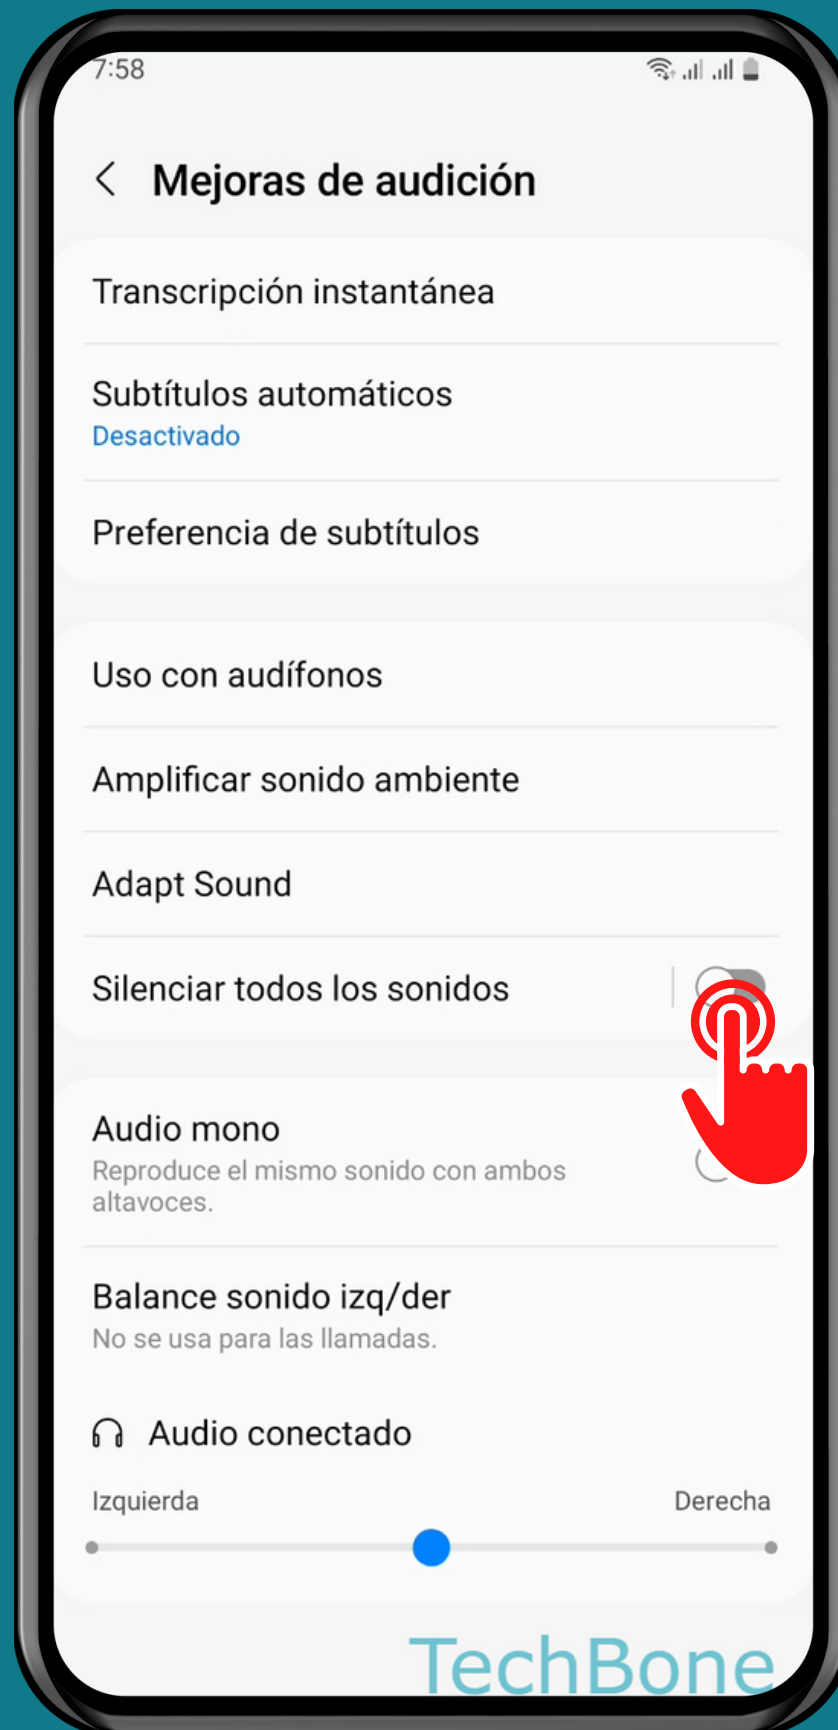 7:58
Mejoras de audición
Transcripción instantánea
Subtítulos automáticos
Desactivado
Preferencia de subtítulos
Uso con audífonos
Amplificar sonido ambiente
Adapt Sound
Silenciar todos los sonidos
Audio mono
Reproduce el mismo sonido con ambos
altavoces.
Balance sonido izq/der
No se usa para las llamadas.
Audio conectado
Izquierda Derecha
TechBone